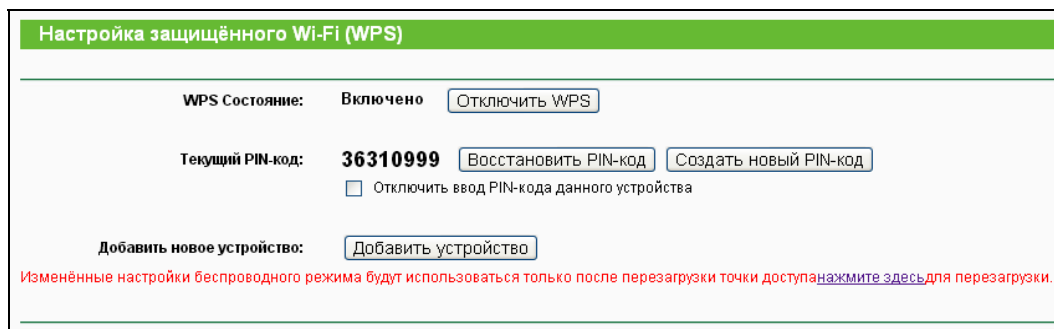 Настройка защищённого Wi-Fi (WPS)
WPS Состояние: Включено Отключить WPS
Текущий PIN-код: 36310999 Восстановить PIN-код Создать новый PIN-код
Отключить ввод PIN-кода данного устройства
Добавить новое устройство: Добавить устройство
Изменённые настройки беспроводного режима будут использоваться только после перезагрузки точки доступанажмите здесьдля перезагрузки.